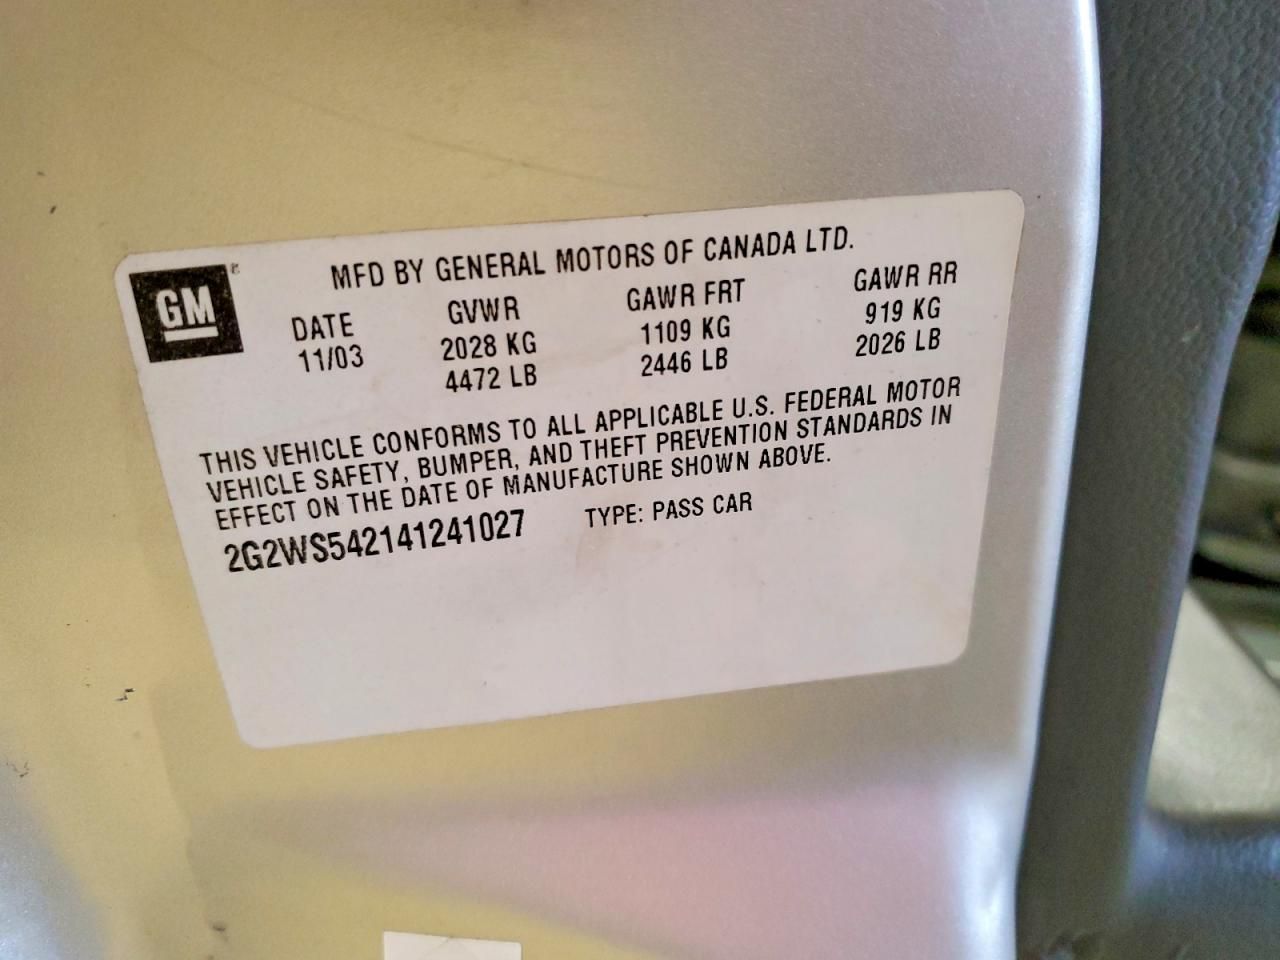 GM
MFD BY GENERAL MOTORS OF CANADA LTD.
DATE GVWR GAWR FRT GAWR RR
11/03 2028 KG 1109 KG 919 KG
4472 LB 2446 LB 2026 LB
THIS VEHICLE CONFORMS TO ALL APPLICABLE U.S. FEDERAL MOTOR
VEHICLE SAFETY, BUMPER, AND THEFT PREVENTION STANDARDS IN
EFFECT ON THE DATE OF MANUFACTURE SHOWN ABOVE.
2G2WS542141241027 TYPE: PASS CAR